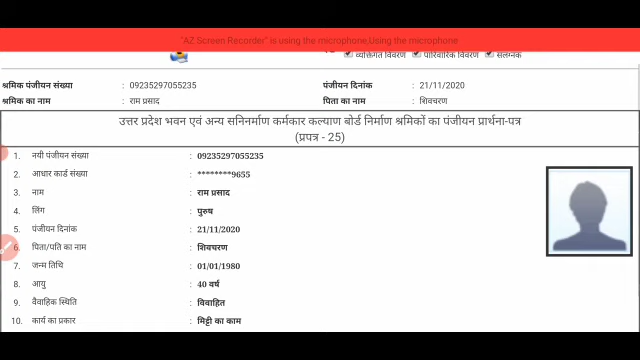 "AZ Screen Recorder" is using the microphone,Using the microphone
व्यक्तिगत विवरण पारिवारिक विवरण संलग्नक
श्रमिक पंजीयन संख्या : 09235297055235 पंजीयन दिनांक : 21/11/2020
श्रमिक का नाम : राम प्रसाद पिता का नाम : शिवचरण
उत्तर प्रदेश भवन एवं अन्य सनिनर्माण कर्मकार कल्याण बोर्ड निर्माण श्रमिकों का पंजीयन प्रार्थना-पत्र
(प्रपत्र - 25)
1. नयी पंजीयन संख्या : 09235297055235
2. आधार कार्ड संख्या : ********9655
3. नाम : राम प्रसाद
4. लिंग : पुरुष
5. पंजीयन दिनांक : 21/11/2020
6. पिता/पति का नाम : शिवचरण
7. जन्म तिथि : 01/01/1980
8. आयु : 40 वर्ष
9. वैवाहिक स्थिति : विवाहित
10. कार्य का प्रकार : मिट्टी का काम